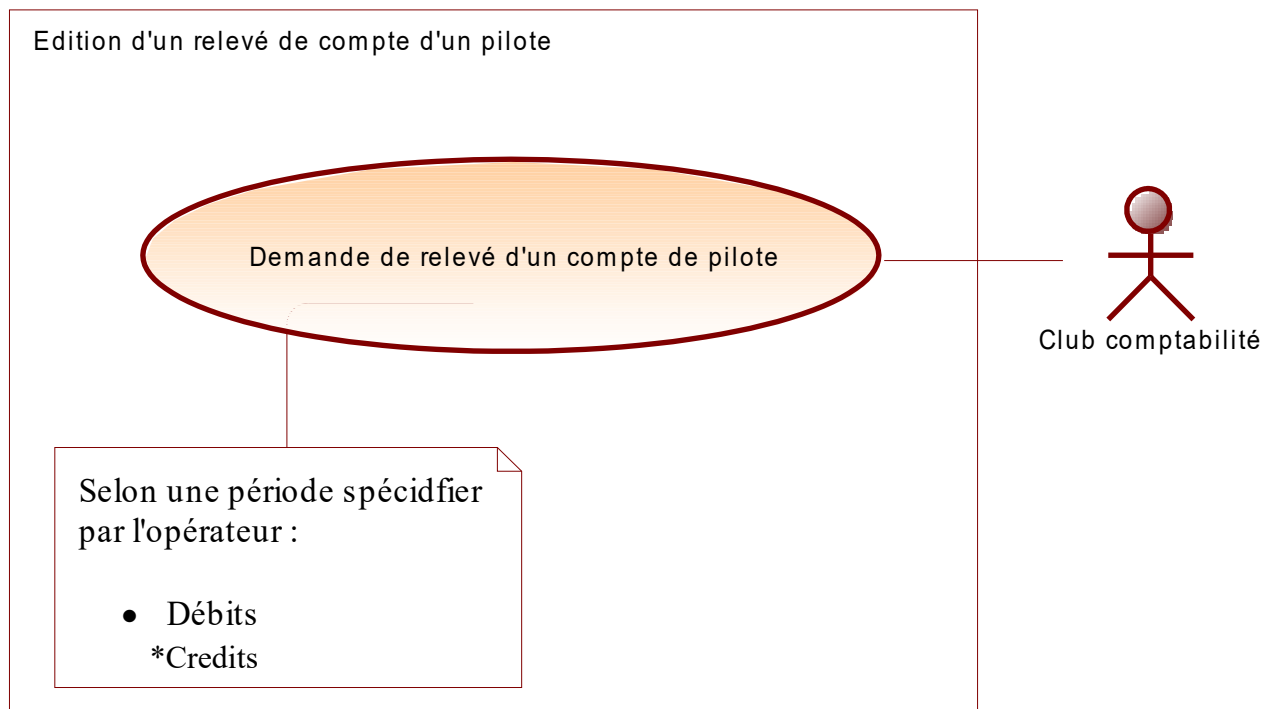 Edition d'un relevé de compte d'un pilote
Demande de relevé d'un compte de pilote
Club comptabilité
Selon une période spécidfier
par l'opérateur :
● Débits
*Credits